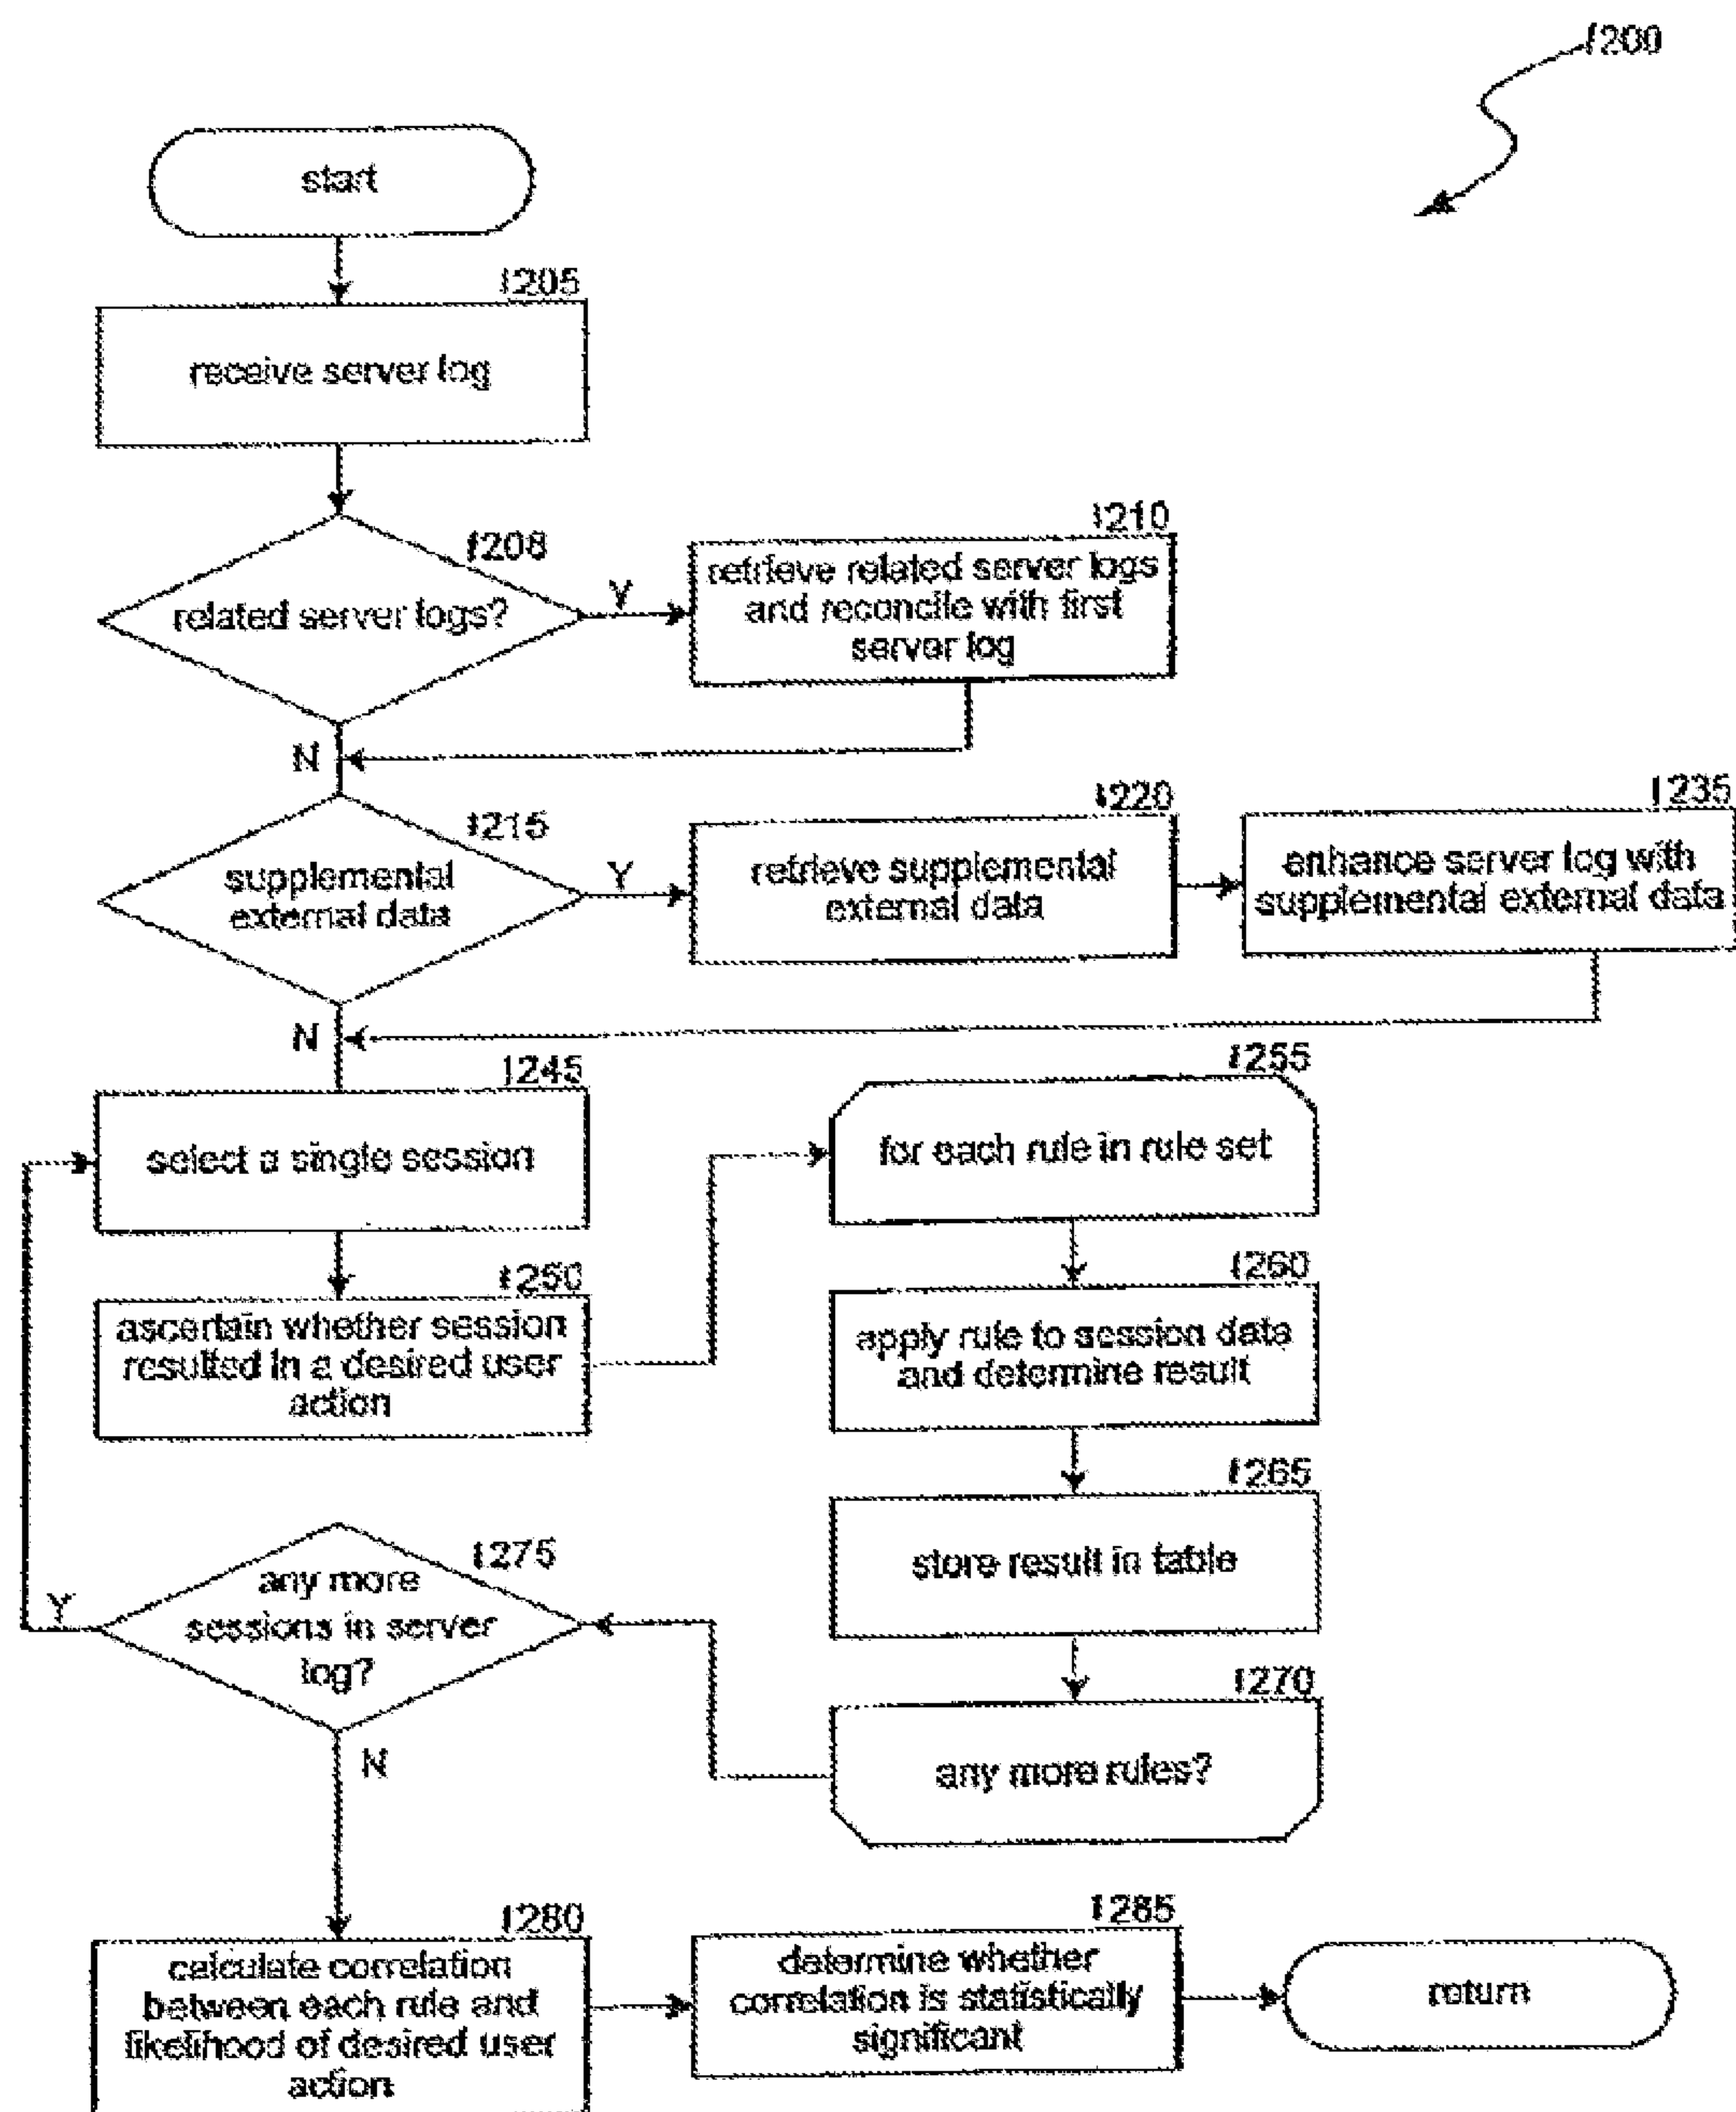 1200
start
1205
receive server log
1208
related server logs?
Y
1210
retrieve related server logs
and reconcile with first
server log
N
1215
supplemental
external data
Y
1220
retrieve supplemental
external data
1235
enhance server log with
supplemental external data
N
1245
select a single session
1250
ascertain whether session
resulted in a desired user
action
1255
for each rule in rule set
1260
apply rule to session data
and determine result
1265
store result in table
1270
any more rules?
1275
any more
sessions in server
log?
Y
N
1280
calculate correlation
between each rule and
likelihood of desired user
action
1285
determine whether
correlation is statistically
significant
return